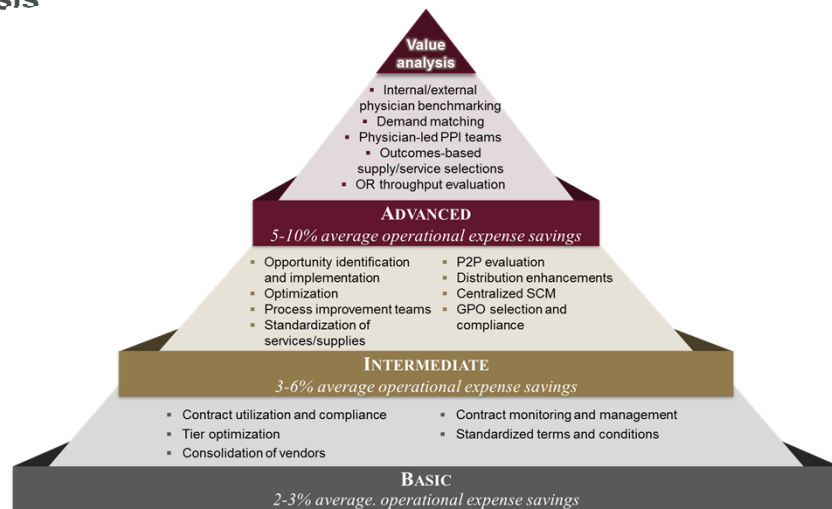 Value
analysis
▪ Internal/external
physician benchmarking
▪ Demand matching
▪ Physician-led PPI teams
▪ Outcomes-based
supply/service selections
▪ OR throughput evaluation
ADVANCED
5-10% average operational expense savings
▪ Opportunity identification
and implementation
▪ Optimization
▪ Process improvement teams
▪ Standardization of
services/supplies
▪ P2P evaluation
▪ Distribution enhancements
▪ Centralized SCM
▪ GPO selection and
compliance
INTERMEDIATE
3-6% average operational expense savings
▪ Contract utilization and compliance
▪ Tier optimization
▪ Consolidation of vendors
▪ Contract monitoring and management
▪ Standardized terms and conditions
BASIC
2-3% average. operational expense savings